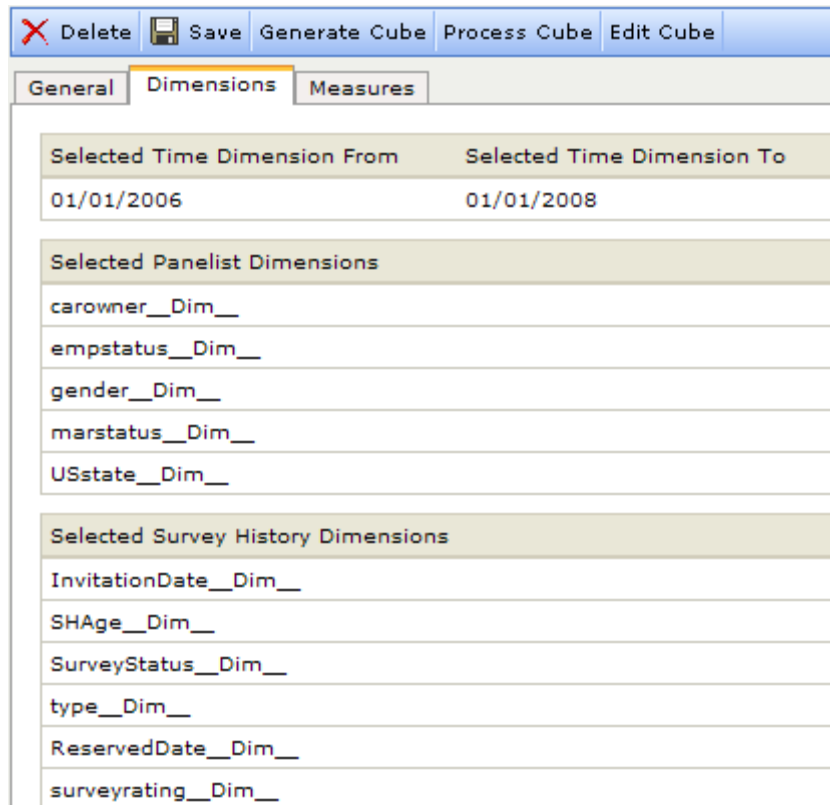 Delete Save Generate Cube Process Cube Edit Cube
General Dimensions Measures
Selected Time Dimension From Selected Time Dimension To
01/01/2006 01/01/2008
Selected Panelist Dimensions
carowner__Dim__
empstatus__Dim__
gender__Dim__
marstatus__Dim__
USstate__Dim__
Selected Survey History Dimensions
InvitationDate__Dim__
SHAge__Dim__
SurveyStatus__Dim__
type__Dim__
ReservedDate__Dim__
surveyrating__Dim__